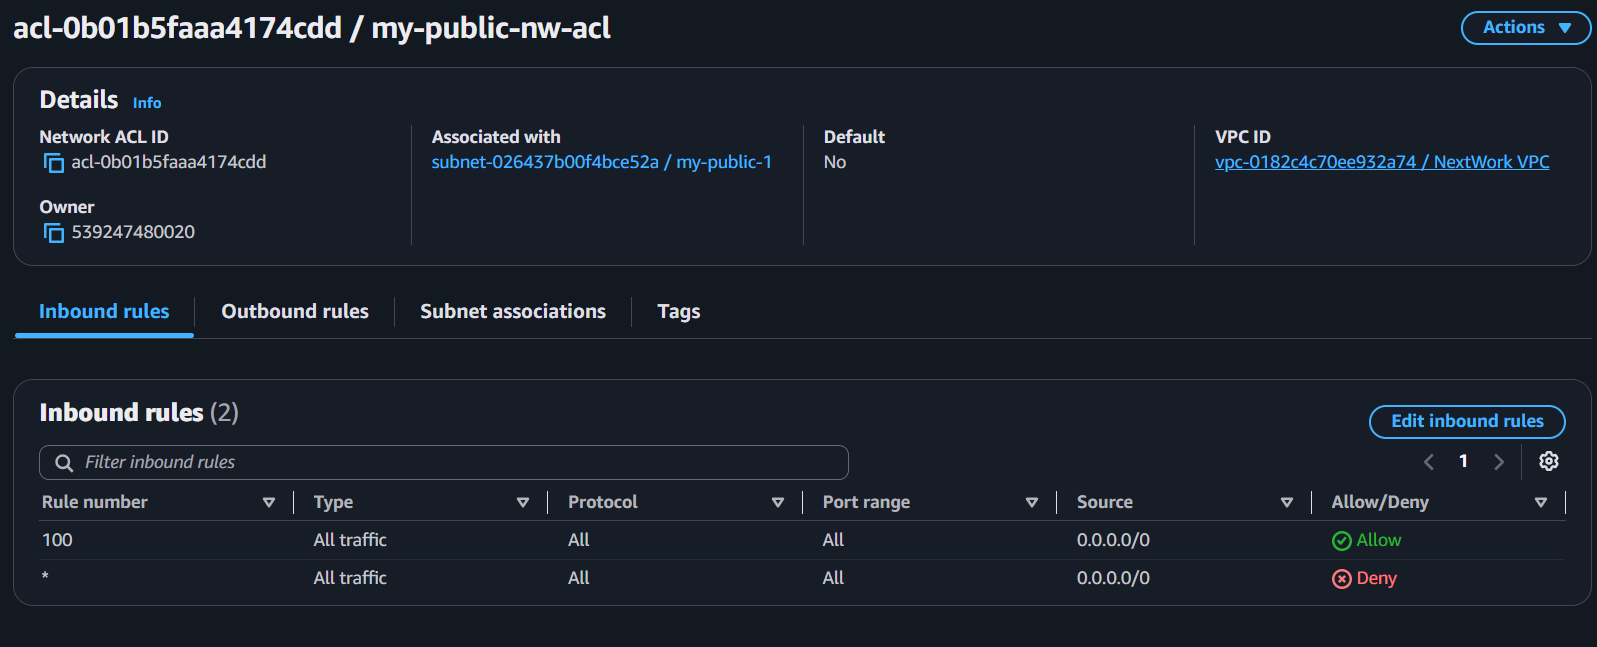 acl-0b01b5faaa4174cdd / my-public-nw-acl
Actions
Details Info
Network ACL ID
acl-0b01b5faaa4174cdd
Associated with
subnet-026437b00f4bce52a / my-public-1
Default
No
VPC ID
vpc-0182c4c70ee932a74 / NextWork VPC
Owner
539247480020
Inbound rules
Outbound rules
Subnet associations
Tags
Inbound rules (2)
Edit inbound rules
Filter inbound rules
1
Rule number Type Protocol Port range Source Allow/Deny
100 All traffic All All 0.0.0.0/0 Allow
* All traffic All All 0.0.0.0/0 Deny